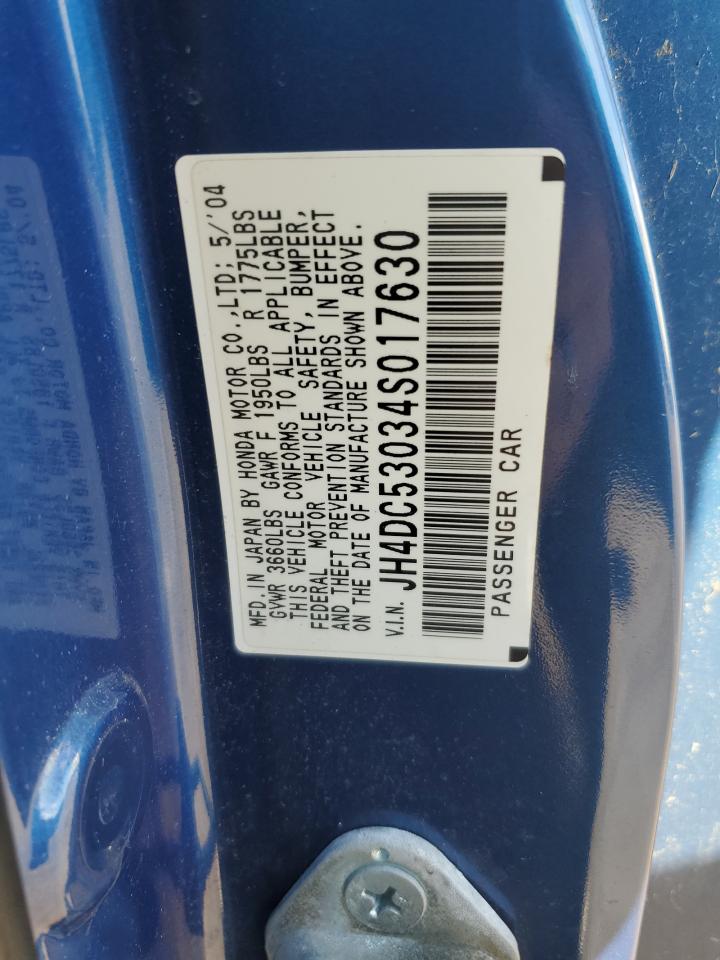 MFD. IN JAPAN BY HONDA MOTOR CO.,LTD; 5/'04
GVWR 3660LBS GAWR F 1950LBS R 1775LBS
THIS VEHICLE CONFORMS TO ALL APPLICABLE
FEDERAL MOTOR VEHICLE SAFETY, BUMPER,
AND THEFT PREVENTION STANDARDS IN EFFECT
ON THE DATE OF MANUFACTURE SHOWN ABOVE.
V.I.N. JH4DC53034S017630
PASSENGER CAR